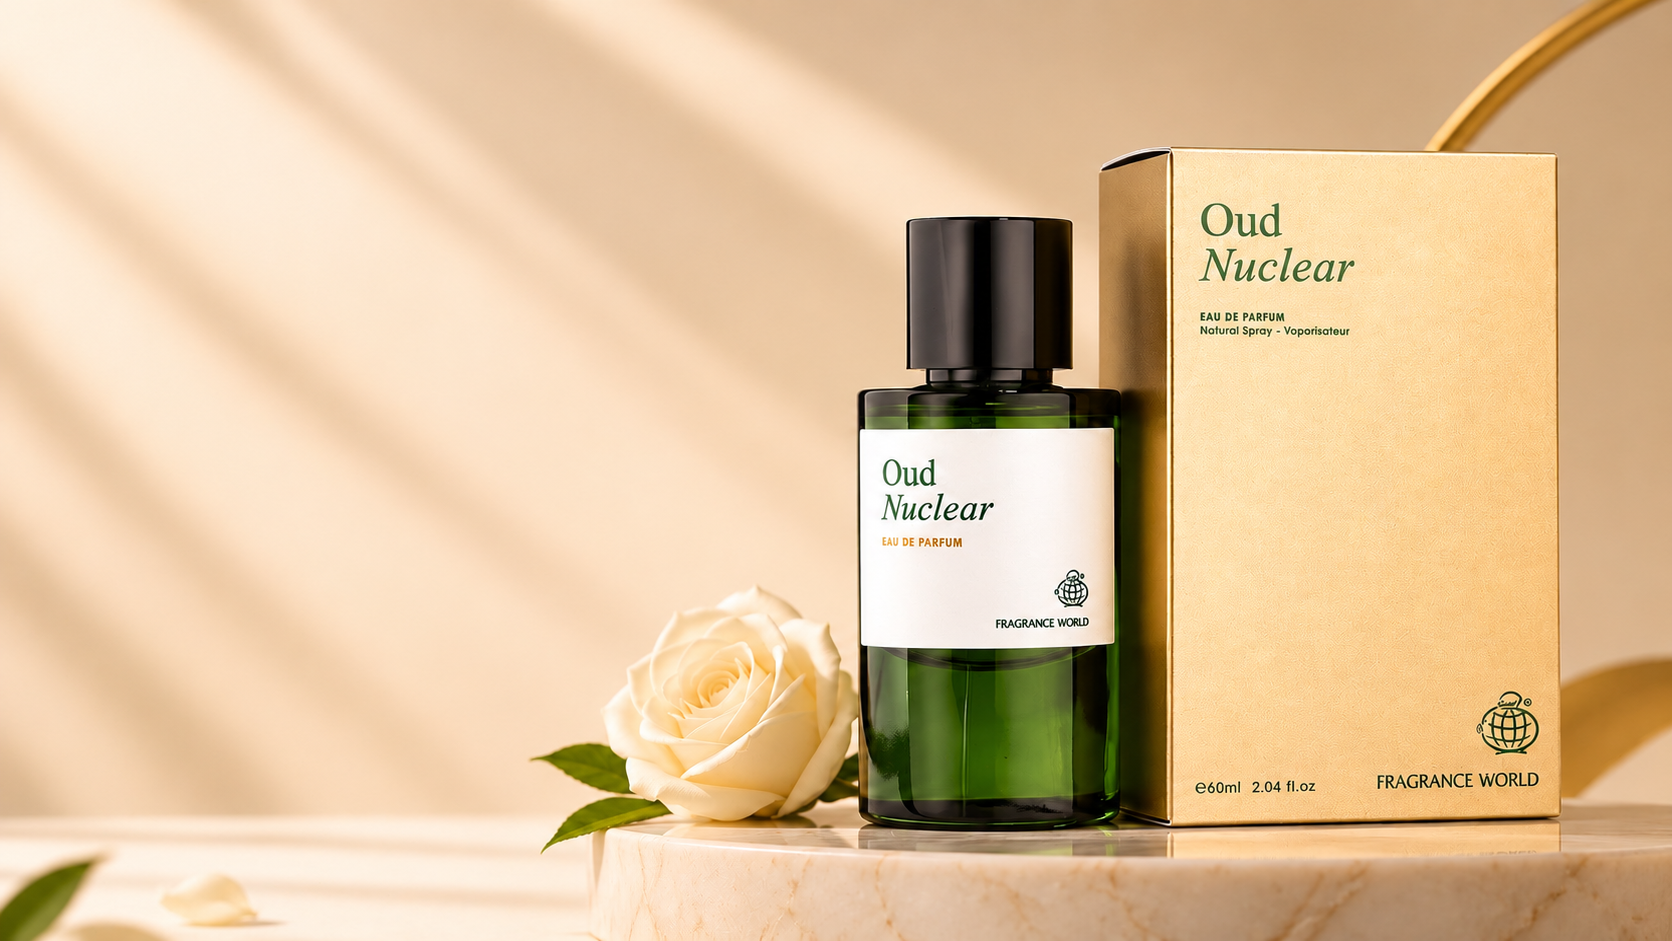 Oud
Nuclear
EAU DE PARFUM
FRAGRANCE WORLD
Oud
Nuclear
EAU DE PARFUM
Natural Spray - Vaporisateur
℮60ml 2.04 fl.oz
FRAGRANCE WORLD